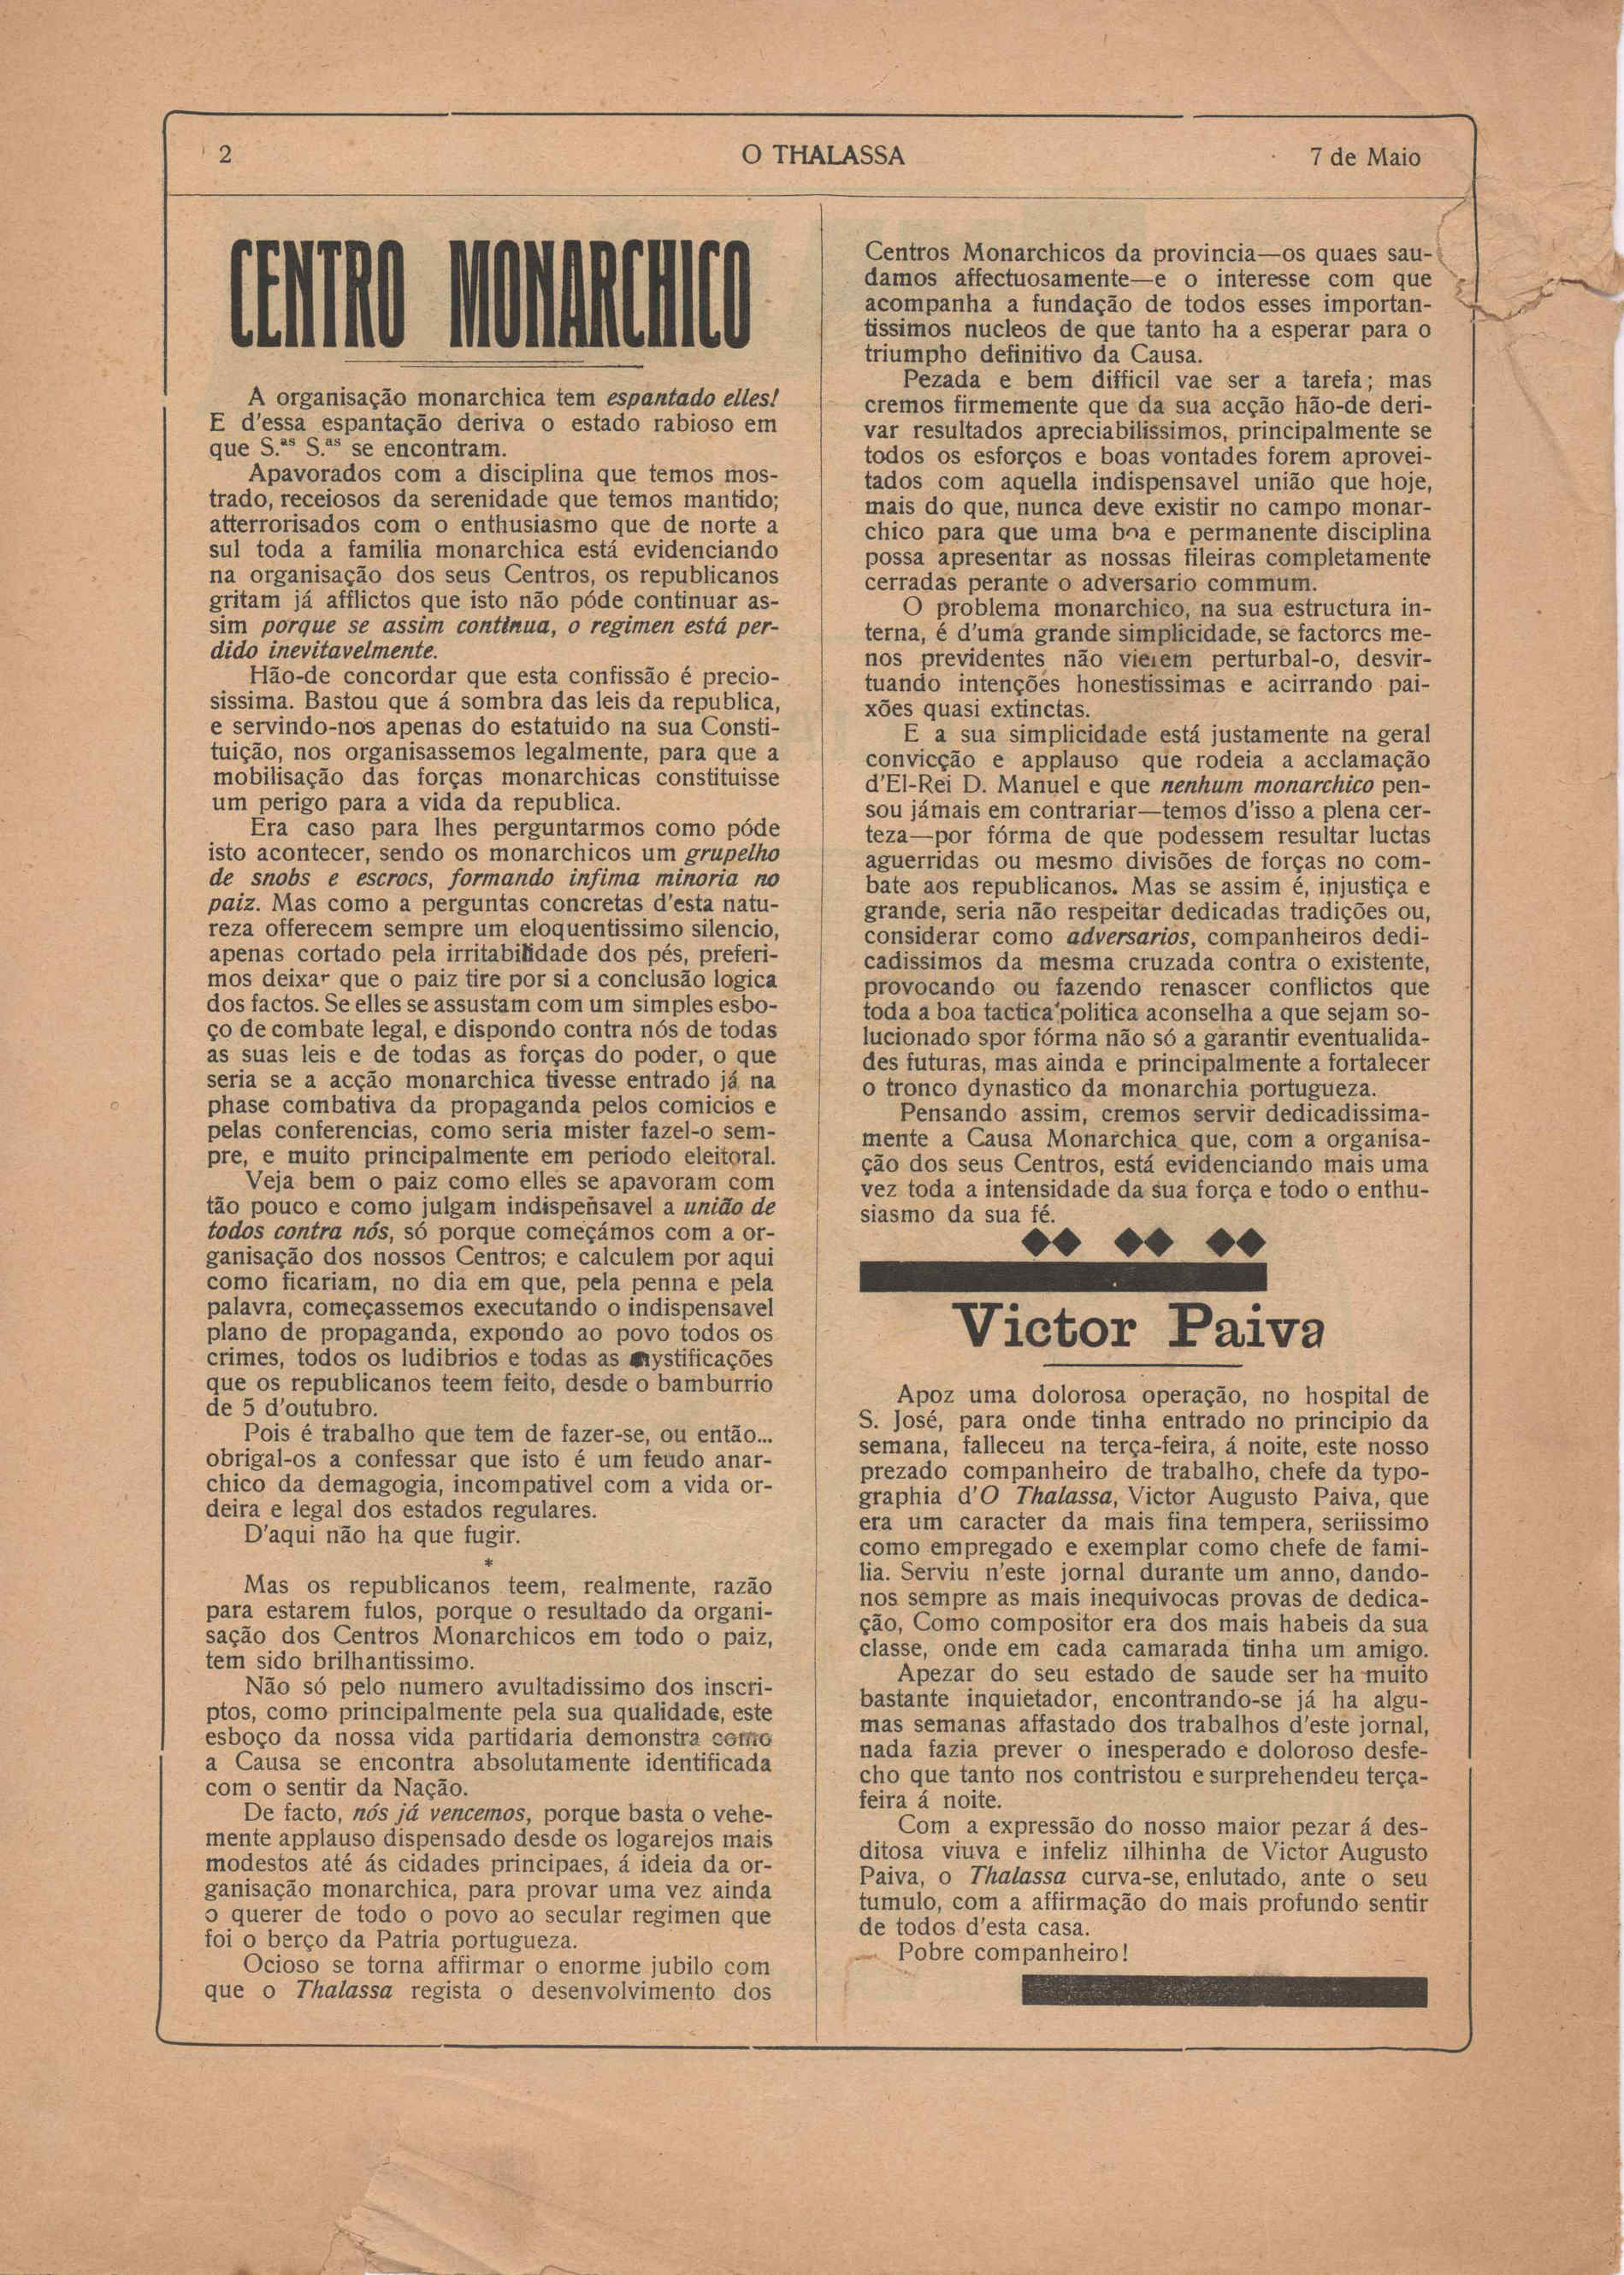 2
O THALASSA
7 de Maio
CENTRO MONARCHICO
A organisação monarchica tem espantado elles!
E d'essa espantação deriva o estado rabioso em
que S.as S.as se encontram.
Apavorados com a disciplina que temos mos-
trado, receiosos da serenidade que temos mantido;
atterrorisados com o enthusiasmo que de norte a
sul toda a familia monarchica está evidenciando
na organisação dos seus Centros, os republicanos
gritam já afflictos que isto não póde continuar as-
sim porque se assim continua, o regimen está per-
dido inevitavelmente.
Hão-de concordar que esta confissão é precio-
sissima. Bastou que á sombra das leis da republica,
e servindo-nos apenas do estatuido na sua Consti-
tuição, nos organisassemos legalmente, para que a
mobilisação das forças monarchicas constituisse
um perigo para a vida da republica.
Era caso para lhes perguntarmos como póde
isto acontecer, sendo os monarchicos um grupelho
de snobs e escrocs, formando infima minoria no
paiz. Mas como a perguntas concretas d'esta natu-
reza offerecem sempre um eloquentissimo silencio,
apenas cortado pela irritabilidade dos pés, preferi-
mos deixar que o paiz tire por si a conclusão logica
dos factos. Se elles se assustam com um simples esbo-
ço de combate legal, e dispondo contra nós de todas
as suas leis e de todas as forças do poder, o que
seria se a acção monarchica tivesse entrado já na
phase combativa da propaganda pelos comicios e
pelas conferencias, como seria mister fazel-o sem-
pre, e muito principalmente em periodo eleitoral.
Veja bem o paiz como elles se apavoram com
tão pouco e como julgam indispensavel a união de
todos contra nós, só porque começámos com a or-
ganisação dos nossos Centros; e calculem por aqui
como ficariam, no dia em que, pela penna e pela
palavra, começassemos executando o indispensavel
plano de propaganda, expondo ao povo todos os
crimes, todos os ludibrios e todas as mystificações
que os republicanos teem feito, desde o bamburrio
de 5 d'outubro.
Pois é trabalho que tem de fazer-se, ou então...
obrigal-os a confessar que isto é um feudo anar-
chico da demagogia, incompativel com a vida or-
deira e legal dos estados regulares.
D'aqui não ha que fugir.
*
Mas os republicanos teem, realmente, razão
para estarem fulos, porque o resultado da organi-
sação dos Centros Monarchicos em todo o paiz,
tem sido brilhantissimo.
Não só pelo numero avultadissimo dos inscri-
ptos, como principalmente pela sua qualidade, este
esboço da nossa vida partidaria demonstra como
a Causa se encontra absolutamente identificada
com o sentir da Nação.
De facto, nós já vencemos, porque basta o vehe-
mente applauso dispensado desde os logarejos mais
modestos até ás cidades principaes, á ideia da or-
ganisação monarchica, para provar uma vez ainda
o querer de todo o povo ao secular regimen que
foi o berço da Patria portugueza.
Ocioso se torna affirmar o enorme jubilo com
que o Thalassa regista o desenvolvimento dos
Centros Monarchicos da provincia—os quaes sau-
damos affectuosamente—e o interesse com que
acompanha a fundação de todos esses importan-
tissimos nucleos de que tanto ha a esperar para o
triumpho definitivo da Causa.
Pezada e bem difficil vae ser a tarefa; mas
cremos firmemente que da sua acção hão-de deri-
var resultados apreciabilissimos, principalmente se
todos os esforços e boas vontades forem aprovei-
tados com aquella indispensavel união que hoje,
mais do que, nunca deve existir no campo monar-
chico para que uma boa e permanente disciplina
possa apresentar as nossas fileiras completamente
cerradas perante o adversario commum.
O problema monarchico, na sua estructura in-
terna, é d'uma grande simplicidade, se factores me-
nos previdentes não vierem perturbal-o, desvir-
tuando intenções honestissimas e acirrando pai-
xões quasi extinctas.
E a sua simplicidade está justamente na geral
convicção e applauso que rodeia a acclamação
d'El-Rei D. Manuel e que nenhum monarchico pen-
sou jámais em contrariar—temos d'isso a plena cer-
teza—por fórma de que podessem resultar luctas
aguerridas ou mesmo divisões de forças no com-
bate aos republicanos. Mas se assim é, injustiça e
grande, seria não respeitar dedicadas tradições ou,
considerar como adversarios, companheiros dedi-
cadissimos da mesma cruzada contra o existente,
provocando ou fazendo renascer conflictos que
toda a boa tactica politica aconselha a que sejam so-
lucionado spor fórma não só a garantir eventualida-
des futuras, mas ainda e principalmente a fortalecer
o tronco dynastico da monarchia portugueza.
Pensando assim, cremos servir dedicadissima-
mente a Causa Monarchica que, com a organisa-
ção dos seus Centros, está evidenciando mais uma
vez toda a intensidade da sua força e todo o enthu-
siasmo da sua fé.
Victor Paiva
Apoz uma dolorosa operação, no hospital de
S. José, para onde tinha entrado no principio da
semana, falleceu na terça-feira, á noite, este nosso
prezado companheiro de trabalho, chefe da typo-
graphia d'O Thalassa, Victor Augusto Paiva, que
era um caracter da mais fina tempera, seriissimo
como empregado e exemplar como chefe de fami-
lia. Serviu n'este jornal durante um anno, dando-
nos sempre as mais inequivocas provas de dedica-
ção, Como compositor era dos mais habeis da sua
classe, onde em cada camarada tinha um amigo.
Apezar do seu estado de saude ser ha muito
bastante inquietador, encontrando-se já ha algu-
mas semanas affastado dos trabalhos d'este jornal,
nada fazia prever o inesperado e doloroso desfe-
cho que tanto nos contristou e surprehendeu terça-
feira á noite.
Com a expressão do nosso maior pezar á des-
ditosa viuva e infeliz filhinha de Victor Augusto
Paiva, o Thalassa curva-se, enlutado, ante o seu
tumulo, com a affirmação do mais profundo sentir
de todos d'esta casa.
Pobre companheiro!